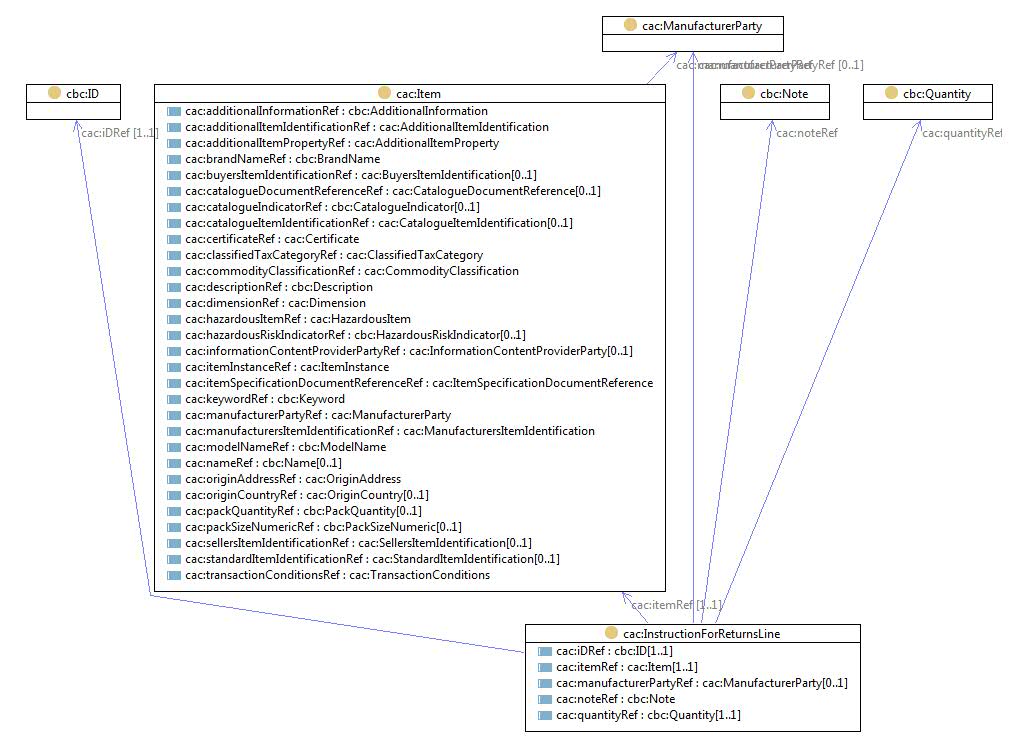 cac:ManufacturerParty
cac:manufacturerPartyRef [0..1]
cbc:ID
cac:Item
cbc:Note
cbc:Quantity
cac:iDRef [1..1]
cac:noteRef
cac:quantityRef
cac:additionalInformationRef : cbc:AdditionalInformation
cac:additionalItemIdentificationRef : cac:AdditionalItemIdentification
cac:additionalItemPropertyRef : cac:AdditionalItemProperty
cac:brandNameRef : cbc:BrandName
cac:buyersItemIdentificationRef : cac:BuyersItemIdentification[0..1]
cac:catalogueDocumentReferenceRef : cac:CatalogueDocumentReference[0..1]
cac:catalogueIndicatorRef : cbc:CatalogueIndicator[0..1]
cac:catalogueItemIdentificationRef : cac:CatalogueItemIdentification[0..1]
cac:certificateRef : cac:Certificate
cac:classifiedTaxCategoryRef : cac:ClassifiedTaxCategory
cac:commodityClassificationRef : cac:CommodityClassification
cac:descriptionRef : cbc:Description
cac:dimensionRef : cac:Dimension
cac:hazardousItemRef : cac:HazardousItem
cac:hazardousRiskIndicatorRef : cbc:HazardousRiskIndicator[0..1]
cac:informationContentProviderPartyRef : cac:InformationContentProviderParty[0..1]
cac:itemInstanceRef : cac:ItemInstance
cac:itemSpecificationDocumentReferenceRef : cac:ItemSpecificationDocumentReference
cac:keywordRef : cbc:Keyword
cac:manufacturerPartyRef : cac:ManufacturerParty
cac:manufacturersItemIdentificationRef : cac:ManufacturersItemIdentification
cac:modelNameRef : cbc:ModelName
cac:nameRef : cbc:Name[0..1]
cac:originAddressRef : cac:OriginAddress
cac:originCountryRef : cac:OriginCountry[0..1]
cac:packQuantityRef : cbc:PackQuantity[0..1]
cac:packSizeNumericRef : cbc:PackSizeNumeric[0..1]
cac:sellersItemIdentificationRef : cac:SellersItemIdentification[0..1]
cac:standardItemIdentificationRef : cac:StandardItemIdentification[0..1]
cac:transactionConditionsRef : cac:TransactionConditions
cac:itemRef [1..1]
cac:InstructionForReturnsLine
cac:iDRef : cbc:ID[1..1]
cac:itemRef : cac:Item[1..1]
cac:manufacturerPartyRef : cac:ManufacturerParty[0..1]
cac:noteRef : cbc:Note
cac:quantityRef : cbc:Quantity[1..1]